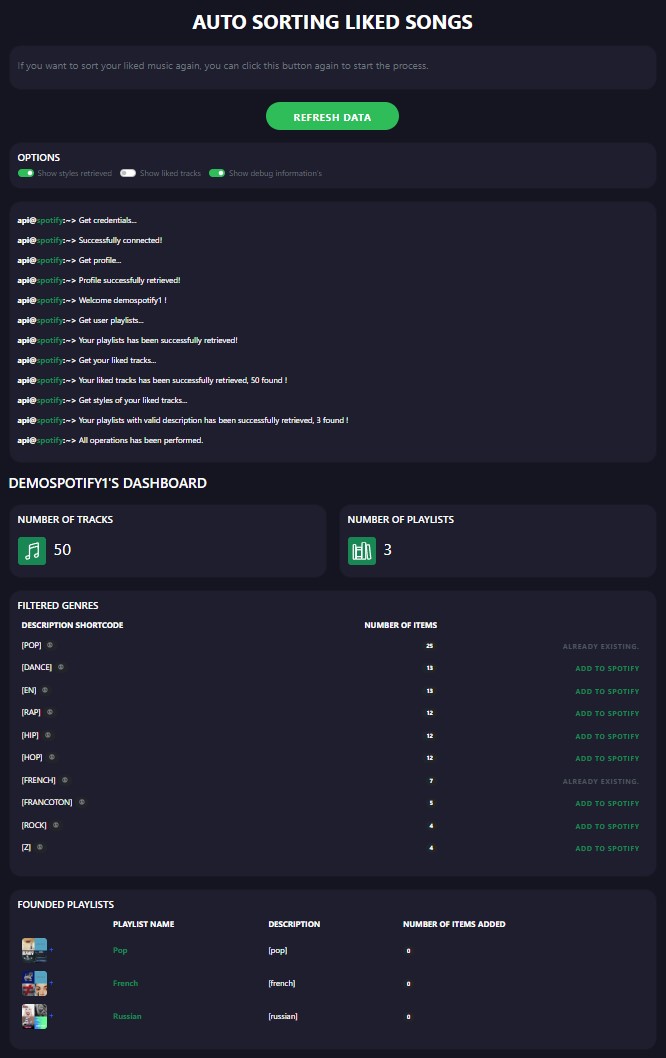 AUTO SORTING LIKED SONGS
If you want to sort your liked music again, you can click this button again to start the process.
REFRESH DATA
OPTIONS
Show styles retrieved Show liked tracks Show debug information's
api@spotify:~> Get credentials...
api@spotify:~> Successfully connected!
api@spotify:~> Get profile...
api@spotify:~> Profile successfully retrieved!
api@spotify:~> Welcome demospotify1 !
api@spotify:~> Get user playlists...
api@spotify:~> Your playlists has been successfully retrieved!
api@spotify:~> Get your liked tracks...
api@spotify:~> Your liked tracks has been successfully retrieved, 50 found !
api@spotify:~> Get styles of your liked tracks...
api@spotify:~> Your playlists with valid description has been successfully retrieved, 3 found !
api@spotify:~> All operations has been performed.
DEMOSPOTIFY1'S DASHBOARD
NUMBER OF TRACKS
50
NUMBER OF PLAYLISTS
3
FILTERED GENRES
DESCRIPTION SHORTCODE NUMBER OF ITEMS
[POP] 25 ALREADY EXISTING.
[DANCE] 13 ADD TO SPOTIFY
[EN] 13 ADD TO SPOTIFY
[RAP] 12 ADD TO SPOTIFY
[HIP] 12 ADD TO SPOTIFY
[HOP] 12 ADD TO SPOTIFY
[FRENCH] 7 ALREADY EXISTING.
[FRANCOTON] 5 ADD TO SPOTIFY
[ROCK] 4 ADD TO SPOTIFY
[Z] 4 ADD TO SPOTIFY
FOUNDED PLAYLISTS
PLAYLIST NAME DESCRIPTION NUMBER OF ITEMS ADDED
Pop [pop] 0
French [french] 0
Russian [russian] 0